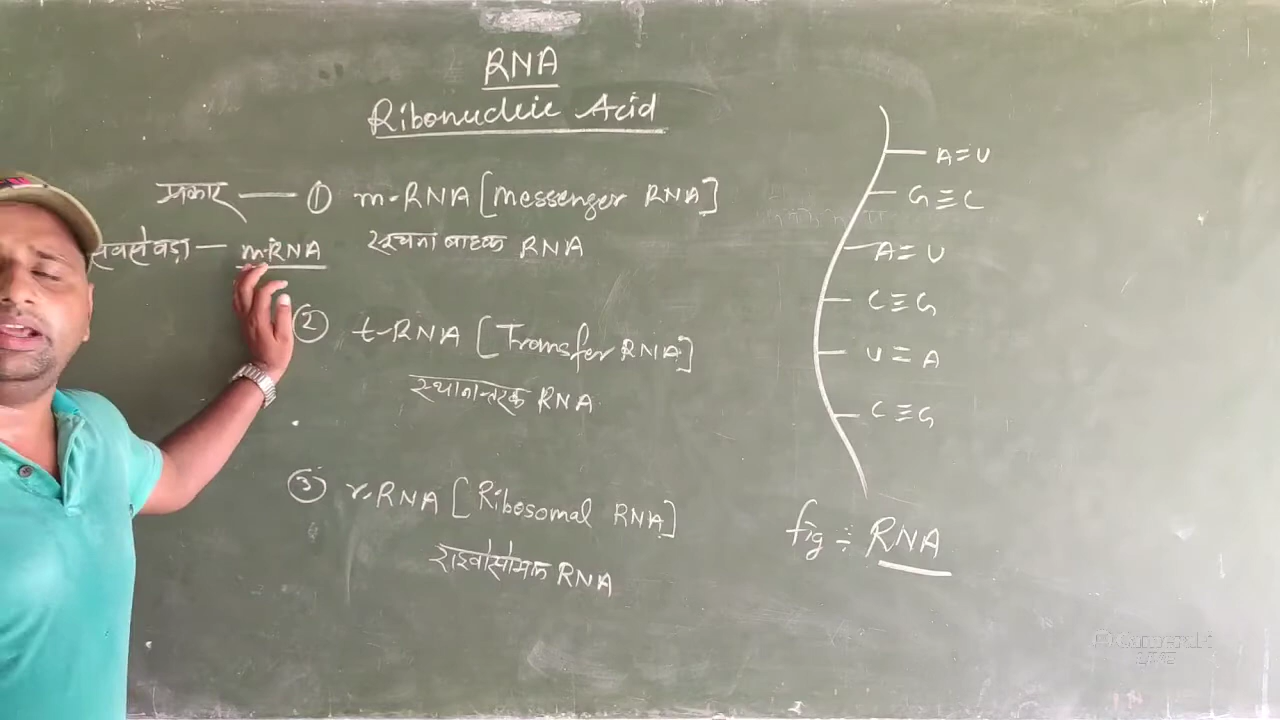 RNA
Ribonucleic Acid
प्रकार — ① m-RNA [Messenger RNA]
सबसे बड़ा — m-RNA
सूचना वाहक RNA
② t-RNA [Transfer RNA]
स्थानान्तरक RNA
③ r-RNA [Ribosomal RNA]
राइबोसोमल RNA
A=U
G≡C
A=U
C≡G
U=A
C≡G
fig ÷ RNA